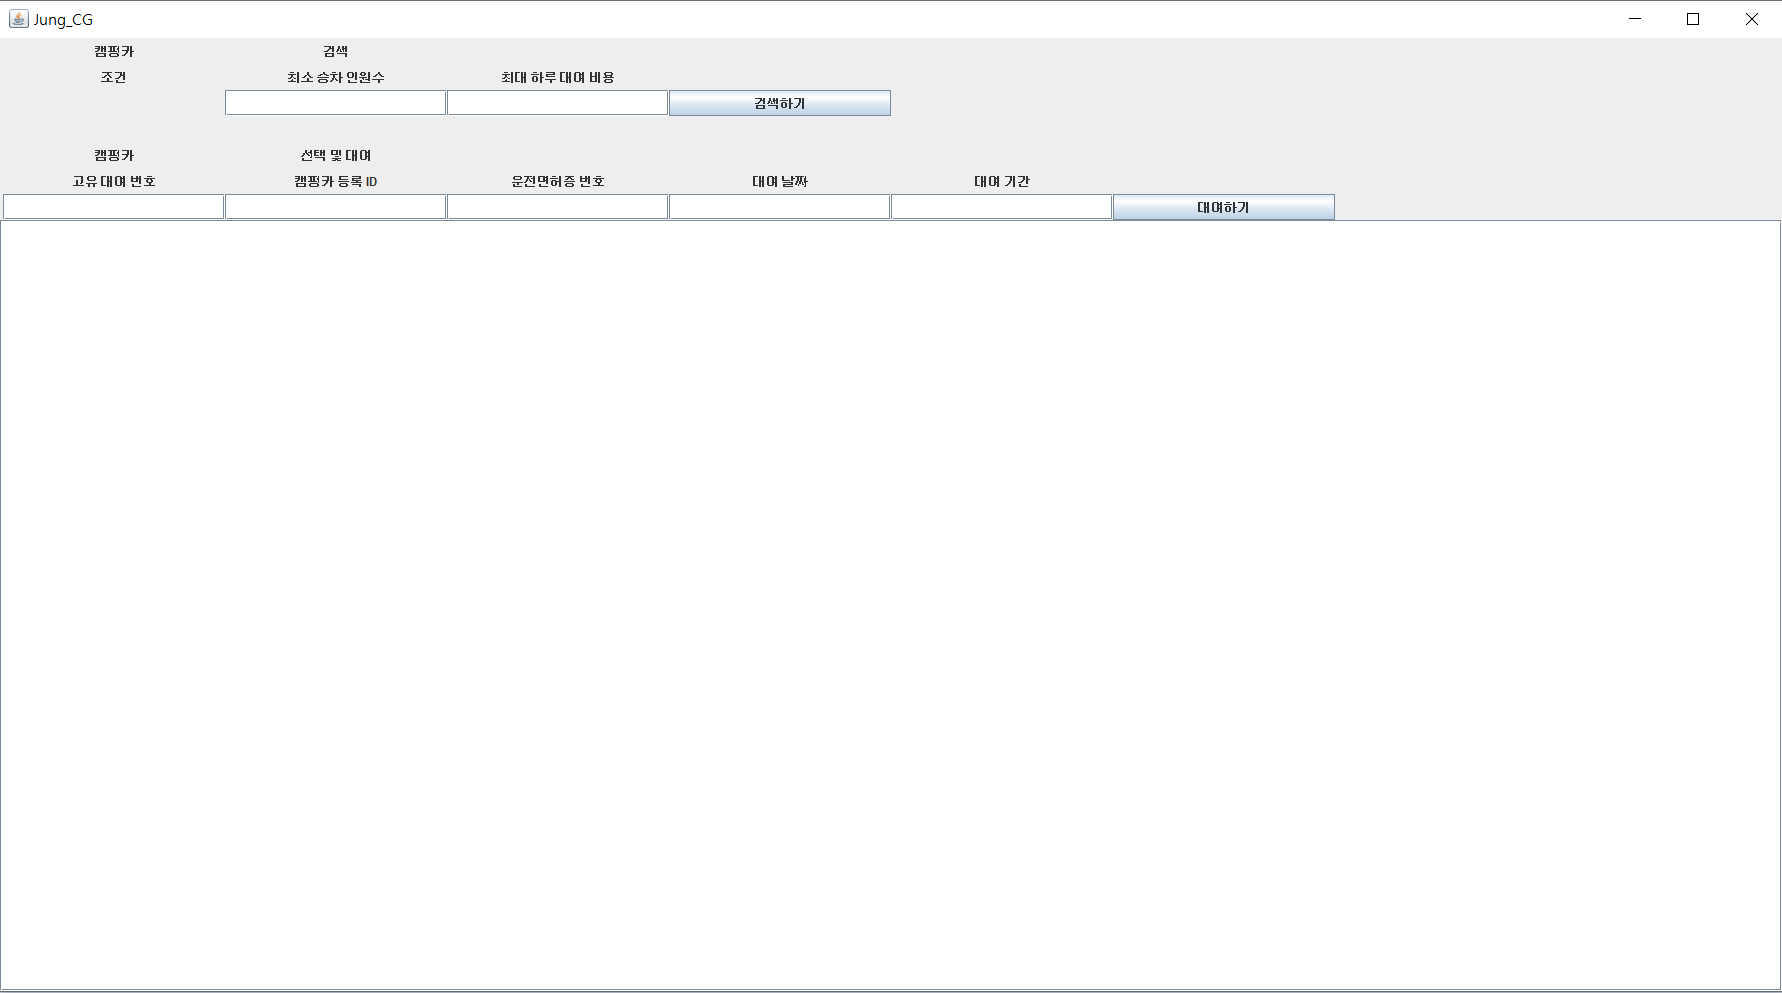 Jung_CG
캠핑카 검색
조건 최소 승차 인원수 최대 하루 대여 비용
검색하기
캠핑카 선택 및 대여
고유 대여 번호 캠핑카 등록 ID 운전면허증 번호 대여 날짜 대여 기간
대여하기